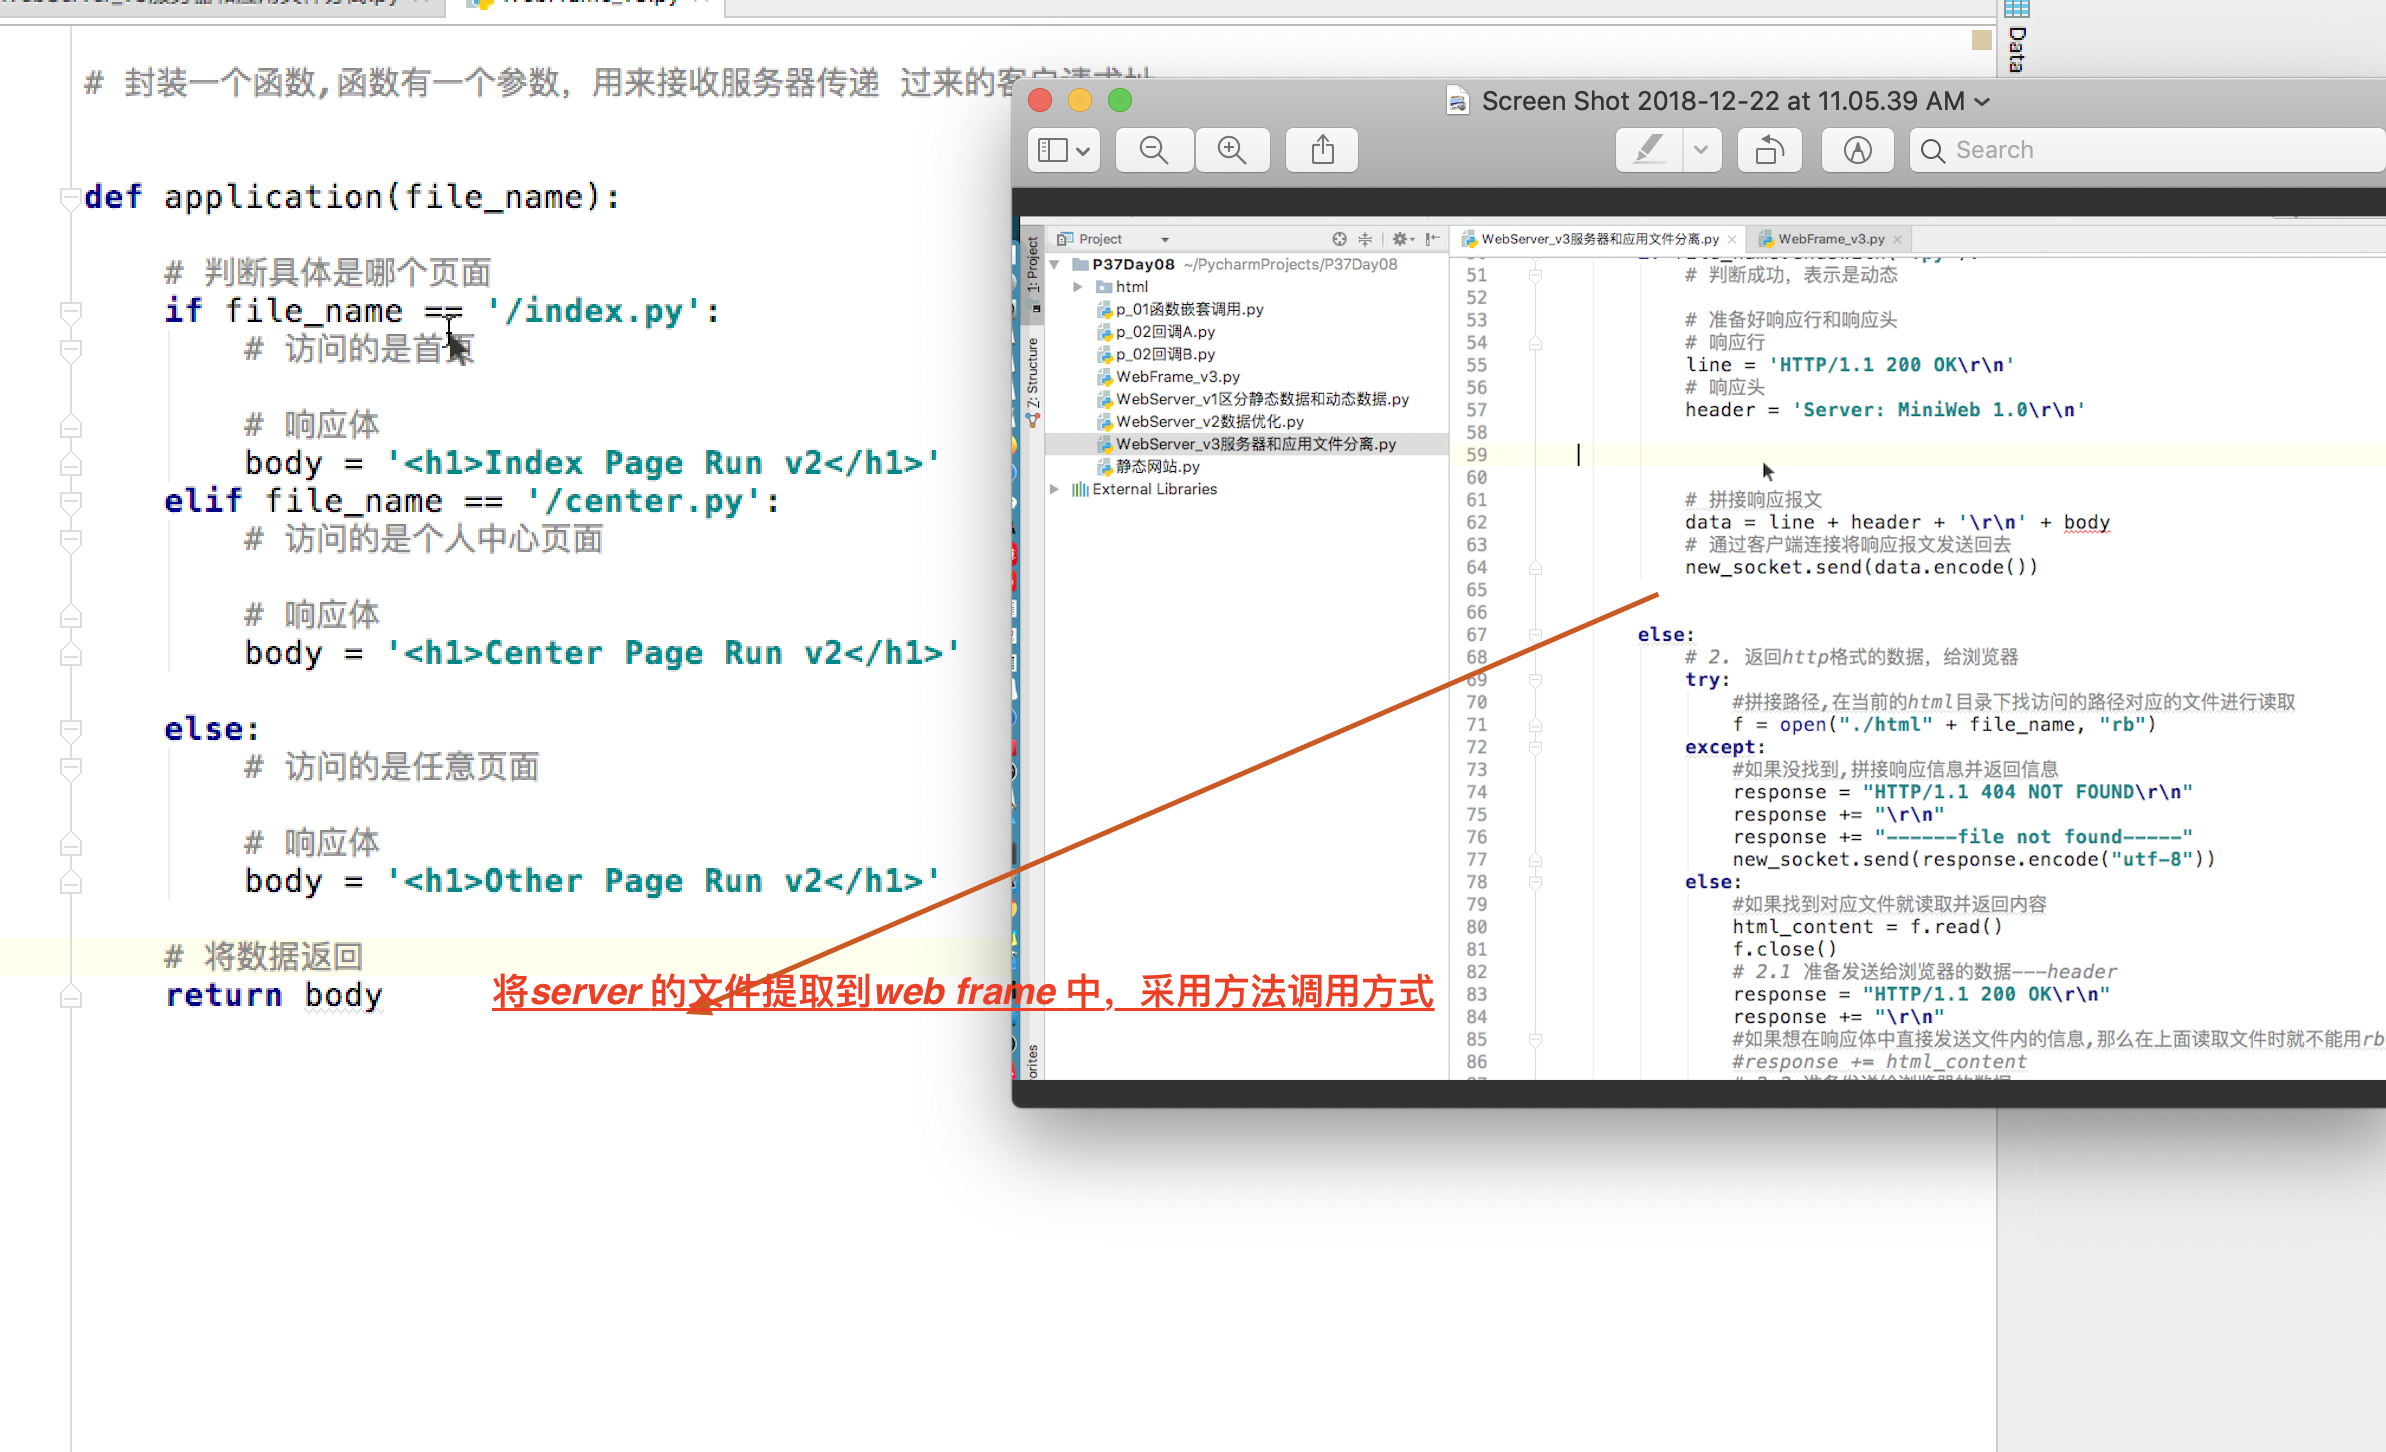 # 封装一个函数,函数有一个参数，用来接收服务器传递 过来的客户请求址
def application(file_name):
# 判断具体是哪个页面
if file_name == '/index.py':
# 访问的是首页
# 响应体
body = '<h1>Index Page Run v2</h1>'
elif file_name == '/center.py':
# 访问的是个人中心页面
# 响应体
body = '<h1>Center Page Run v2</h1>'
else:
# 访问的是任意页面
# 响应体
body = '<h1>Other Page Run v2</h1>'
# 将数据返回
return body
将server 的文件提取到web frame 中，采用方法调用方式
Data
Screen Shot 2018-12-22 at 11.05.39 AM
Search
1: Project
Z: Structure
Project
P37Day08 ~/PycharmProjects/P37Day08
html
p_01函数嵌套调用.py
p_02回调A.py
p_02回调B.py
WebFrame_v3.py
WebServer_v1区分静态数据和动态数据.py
WebServer_v2数据优化.py
WebServer_v3服务器和应用文件分离.py
静态网站.py
External Libraries
WebServer_v3服务器和应用文件分离.py
WebFrame_v3.py
51 # 判断成功，表示是动态
52
53 # 准备好响应行和响应头
54 # 响应行
55 line = 'HTTP/1.1 200 OK\r\n'
56 # 响应头
57 header = 'Server: MiniWeb 1.0\r\n'
58
59
60
61 # 拼接响应报文
62 data = line + header + '\r\n' + body
63 # 通过客户端连接将响应报文发送回去
64 new_socket.send(data.encode())
65
66
67 else:
68 # 2. 返回http格式的数据，给浏览器
69 try:
70 #拼接路径,在当前的html目录下找访问的路径对应的文件进行读取
71 f = open("./html" + file_name, "rb")
72 except:
73 #如果没找到,拼接响应信息并返回信息
74 response = "HTTP/1.1 404 NOT FOUND\r\n"
75 response += "\r\n"
76 response += "------file not found-----"
77 new_socket.send(response.encode("utf-8"))
78 else:
79 #如果找到对应文件就读取并返回内容
80 html_content = f.read()
81 f.close()
82 # 2.1 准备发送给浏览器的数据---header
83 response = "HTTP/1.1 200 OK\r\n"
84 response += "\r\n"
85 #如果想在响应体中直接发送文件内的信息,那么在上面读取文件时就不能用rb
86 #response += html_content